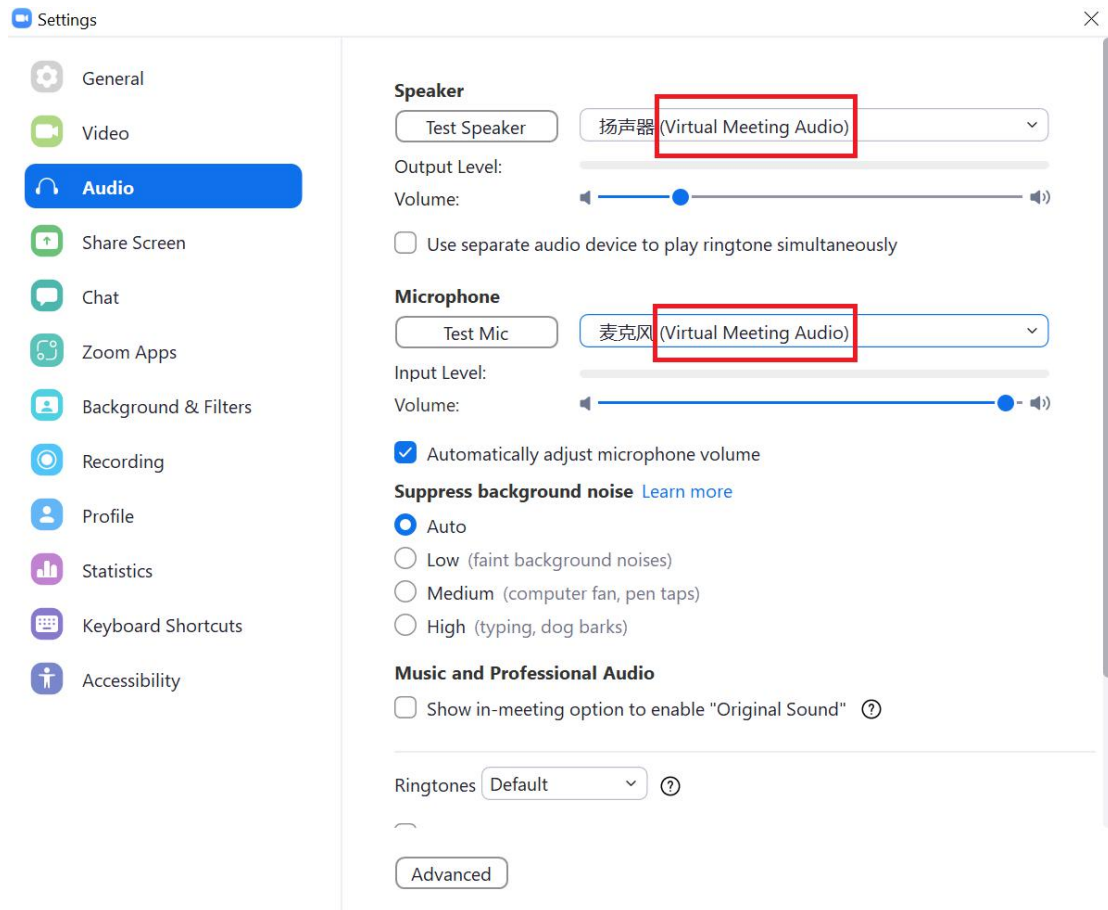 Settings
General
Video
Audio
Share Screen
Chat
Zoom Apps
Background & Filters
Recording
Profile
Statistics
Keyboard Shortcuts
Accessibility
Speaker
Test Speaker
扬声器 (Virtual Meeting Audio)
Output Level:
Volume:
Use separate audio device to play ringtone simultaneously
Microphone
Test Mic
麦克风 (Virtual Meeting Audio)
Input Level:
Volume:
Automatically adjust microphone volume
Suppress background noise Learn more
Auto
Low (faint background noises)
Medium (computer fan, pen taps)
High (typing, dog barks)
Music and Professional Audio
Show in-meeting option to enable "Original Sound" ?
Ringtones Default ?
Advanced